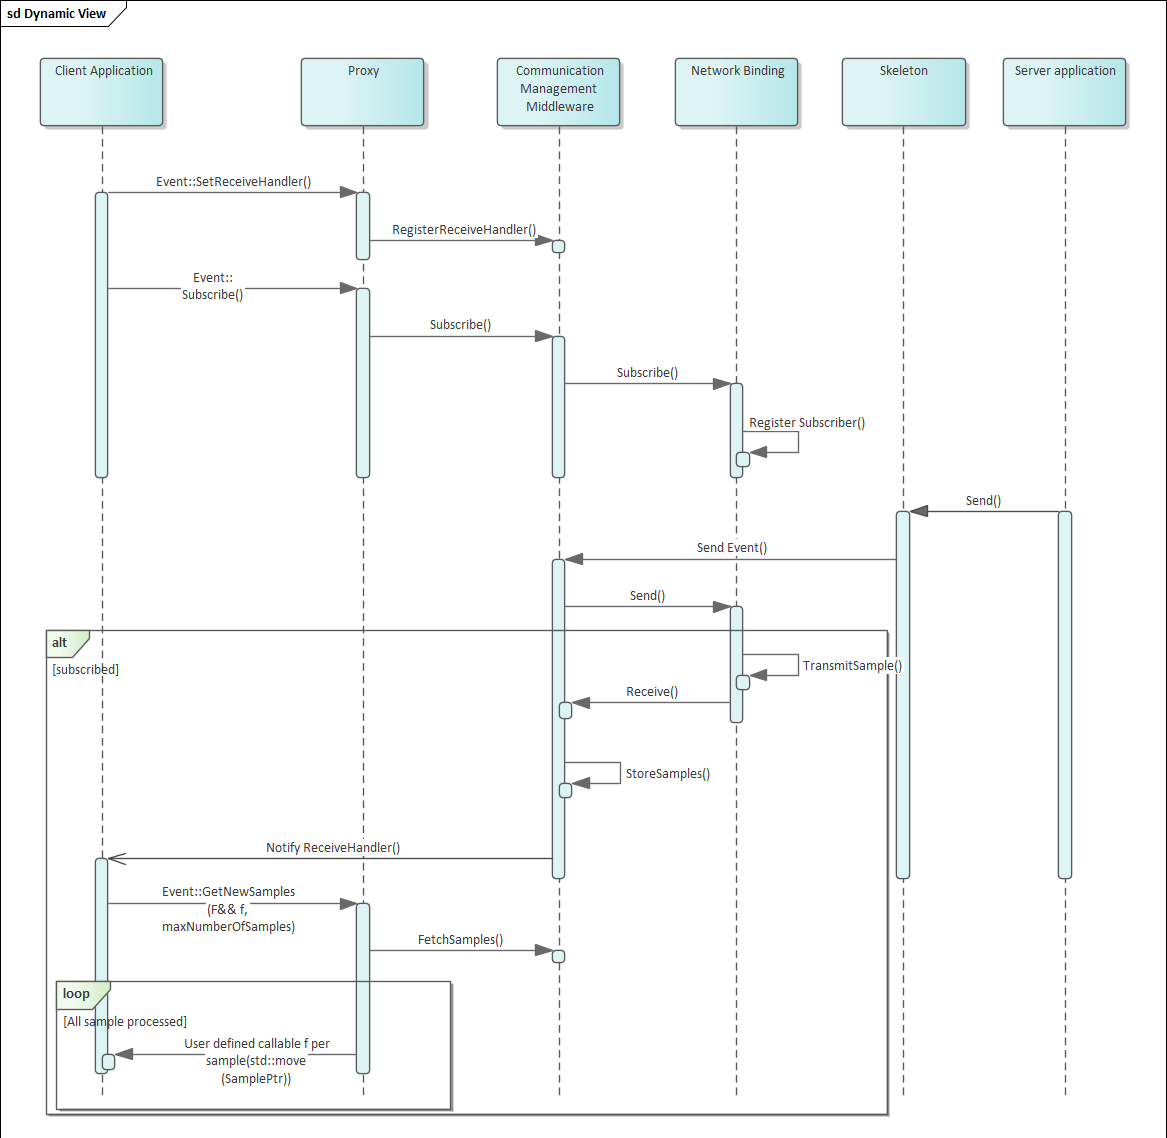 sd Dynamic View
Client Application
Proxy
Communication
Management
Middleware
Network Binding
Skeleton
Server application
Event::SetReceiveHandler()
RegisterReceiveHandler()
Event::
Subscribe()
Subscribe()
Subscribe()
Register Subscriber()
Send()
Send Event()
Send()
alt
[subscribed]
TransmitSample()
Receive()
StoreSamples()
Notify ReceiveHandler()
Event::GetNewSamples
(F&& f,
maxNumberOfSamples)
FetchSamples()
loop
[All sample processed]
User defined callable f per
sample(std::move
(SamplePtr))